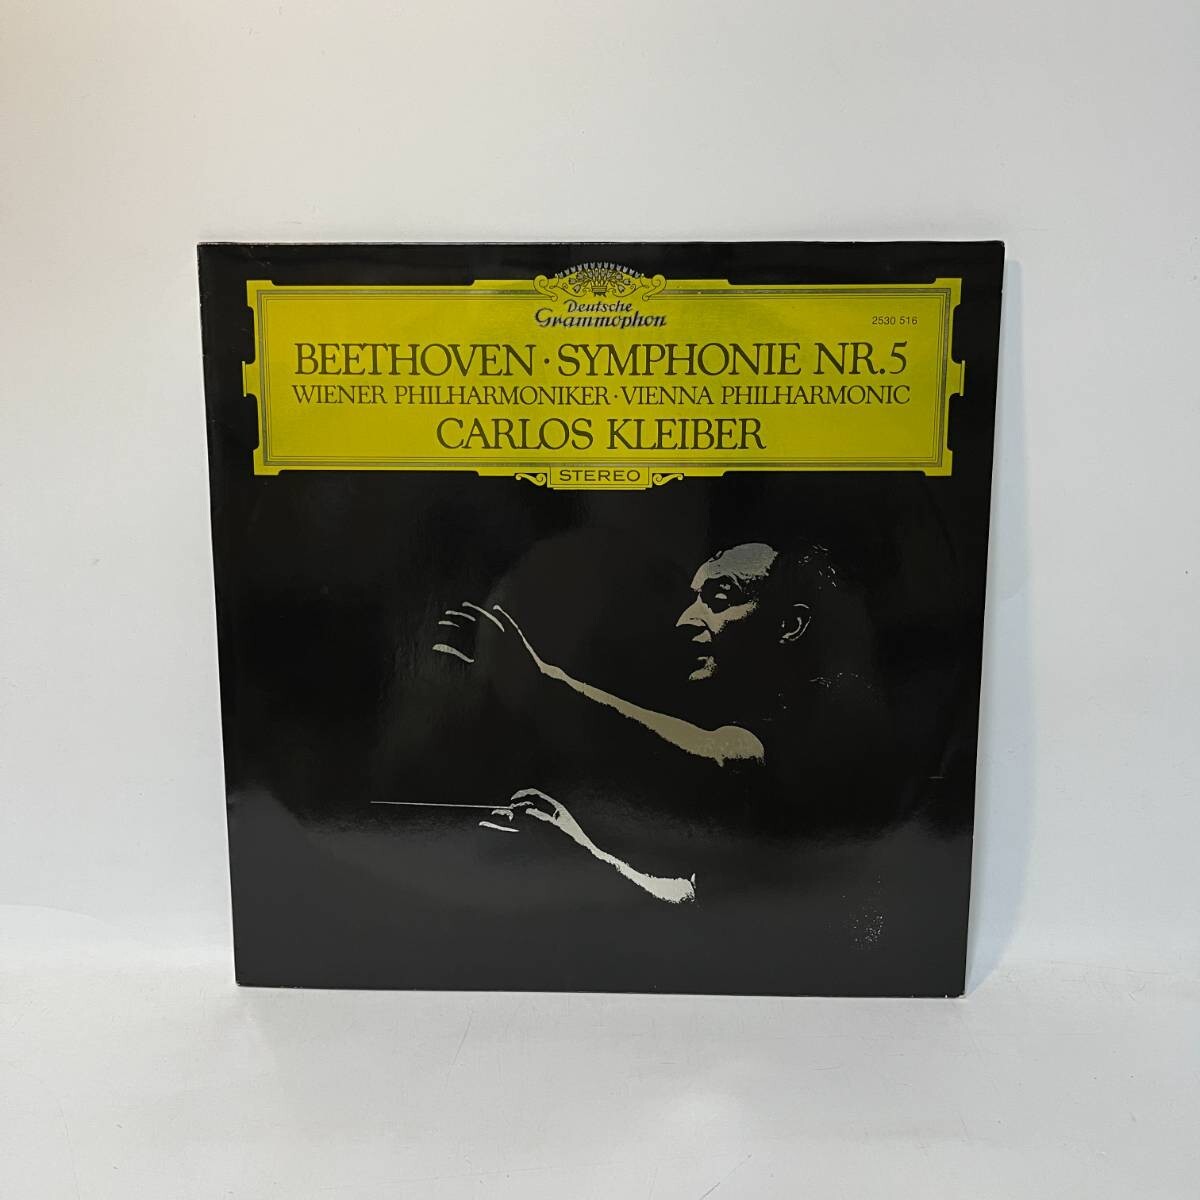 Deutsche
Grammophon
2530 516
BEETHOVEN · SYMPHONIE NR.5
WIENER PHILHARMONIKER · VIENNA PHILHARMONIC
CARLOS KLEIBER
STEREO